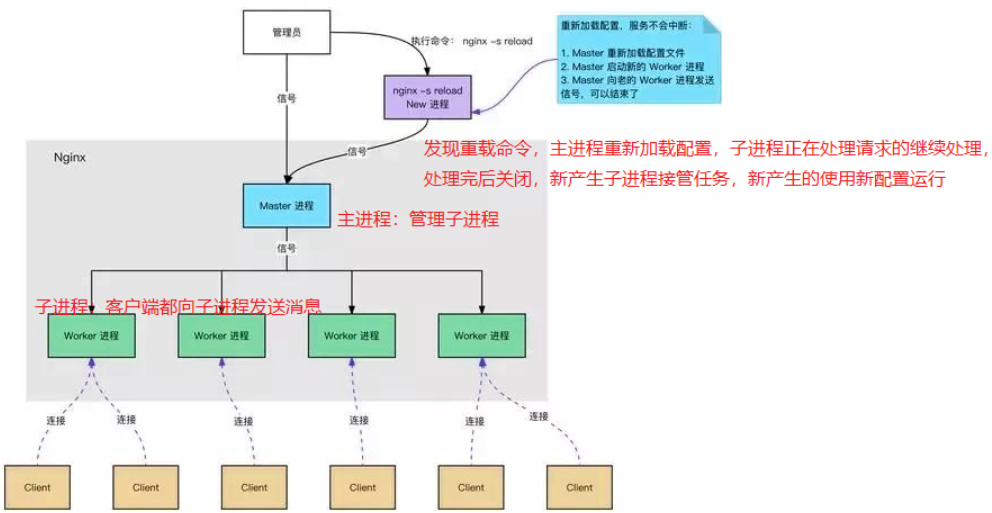 管理员
执行命令： nginx -s reload
重新加载配置，服务不会中断：
1. Master 重新加载配置文件
2. Master 启动新的 Worker 进程
3. Master 向老的 Worker 进程发送
信号，可以结束了
nginx -s reload
New 进程
信号
信号
Nginx
发现重载命令，主进程重新加载配置，子进程正在处理请求的继续处理，
处理完后关闭，新产生子进程接管任务，新产生的使用新配置运行
Master 进程
主进程：管理子进程
信号
子进程：客户端都向子进程发送消息
Worker 进程
Worker 进程
Worker 进程
Worker 进程
连接
连接
连接
连接
连接
连接
Client
Client
Client
Client
Client
Client